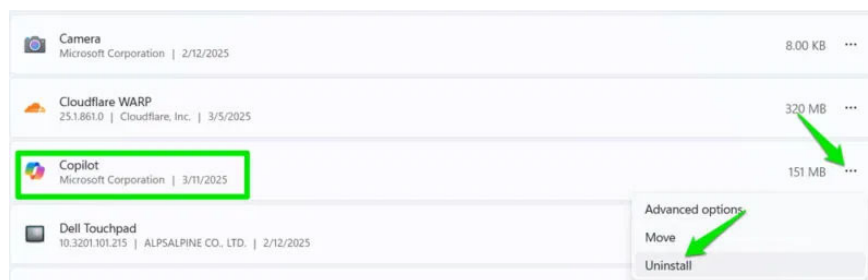 Camera
Microsoft Corporation | 2/12/2025
8.00 KB
Cloudflare WARP
25.1.861.0 | Cloudflare, Inc. | 3/5/2025
320 MB
Copilot
Microsoft Corporation | 3/11/2025
151 MB
Advanced options
Move
Uninstall
Dell Touchpad
10.3201.101.215 | ALPSALPINE CO., LTD. | 2/12/2025